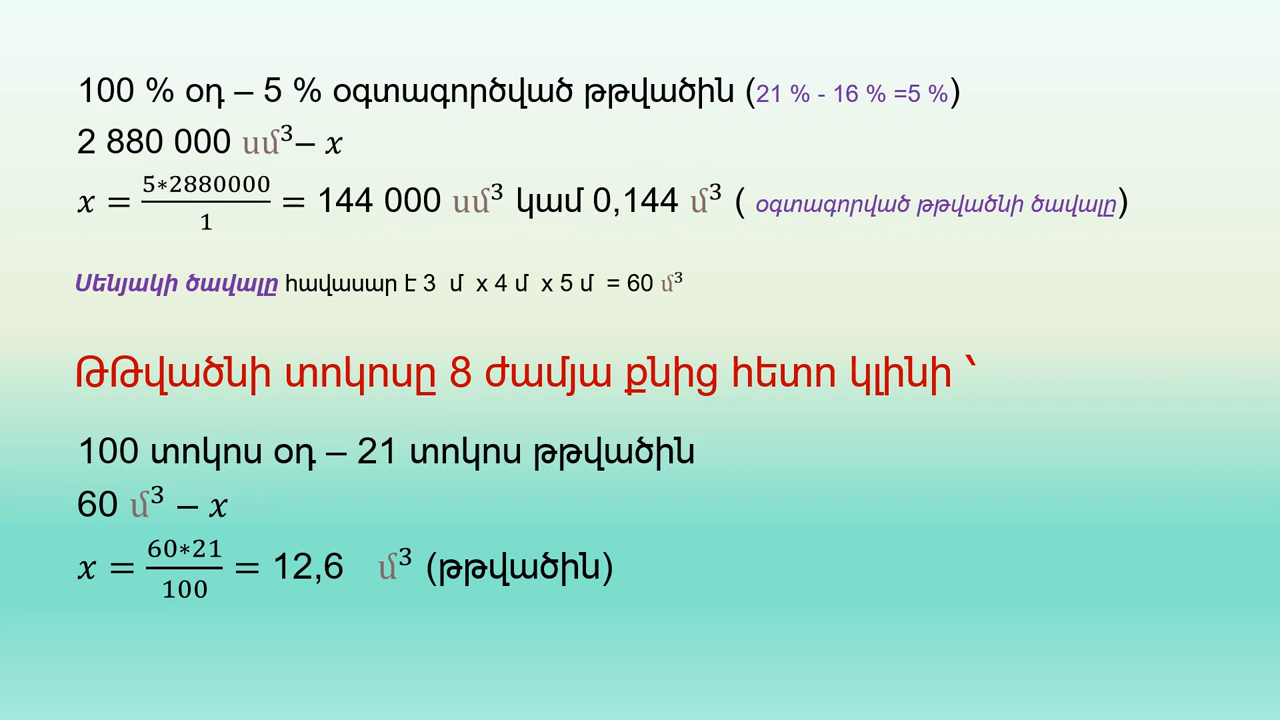 100 % օդ – 5 % օգտագործված թթվածին (21 % - 16 % =5 %)
2 880 000 սմ³– x
x = 5∗2880000/1 = 144 000 սմ³ կամ 0,144 մ³ ( օգտագորված թթվածնի ծավալը)
Սենյակի ծավալը հավասար է 3 մ x 4 մ x 5 մ = 60 մ³
ԹԹվածնի տոկոսը 8 ժամյա քնից հետո կլինի ՝
100 տոկոս օդ – 21 տոկոս թթվածին
60 մ³ – x
x = 60∗21/100 = 12,6 մ³ (թթվածին)